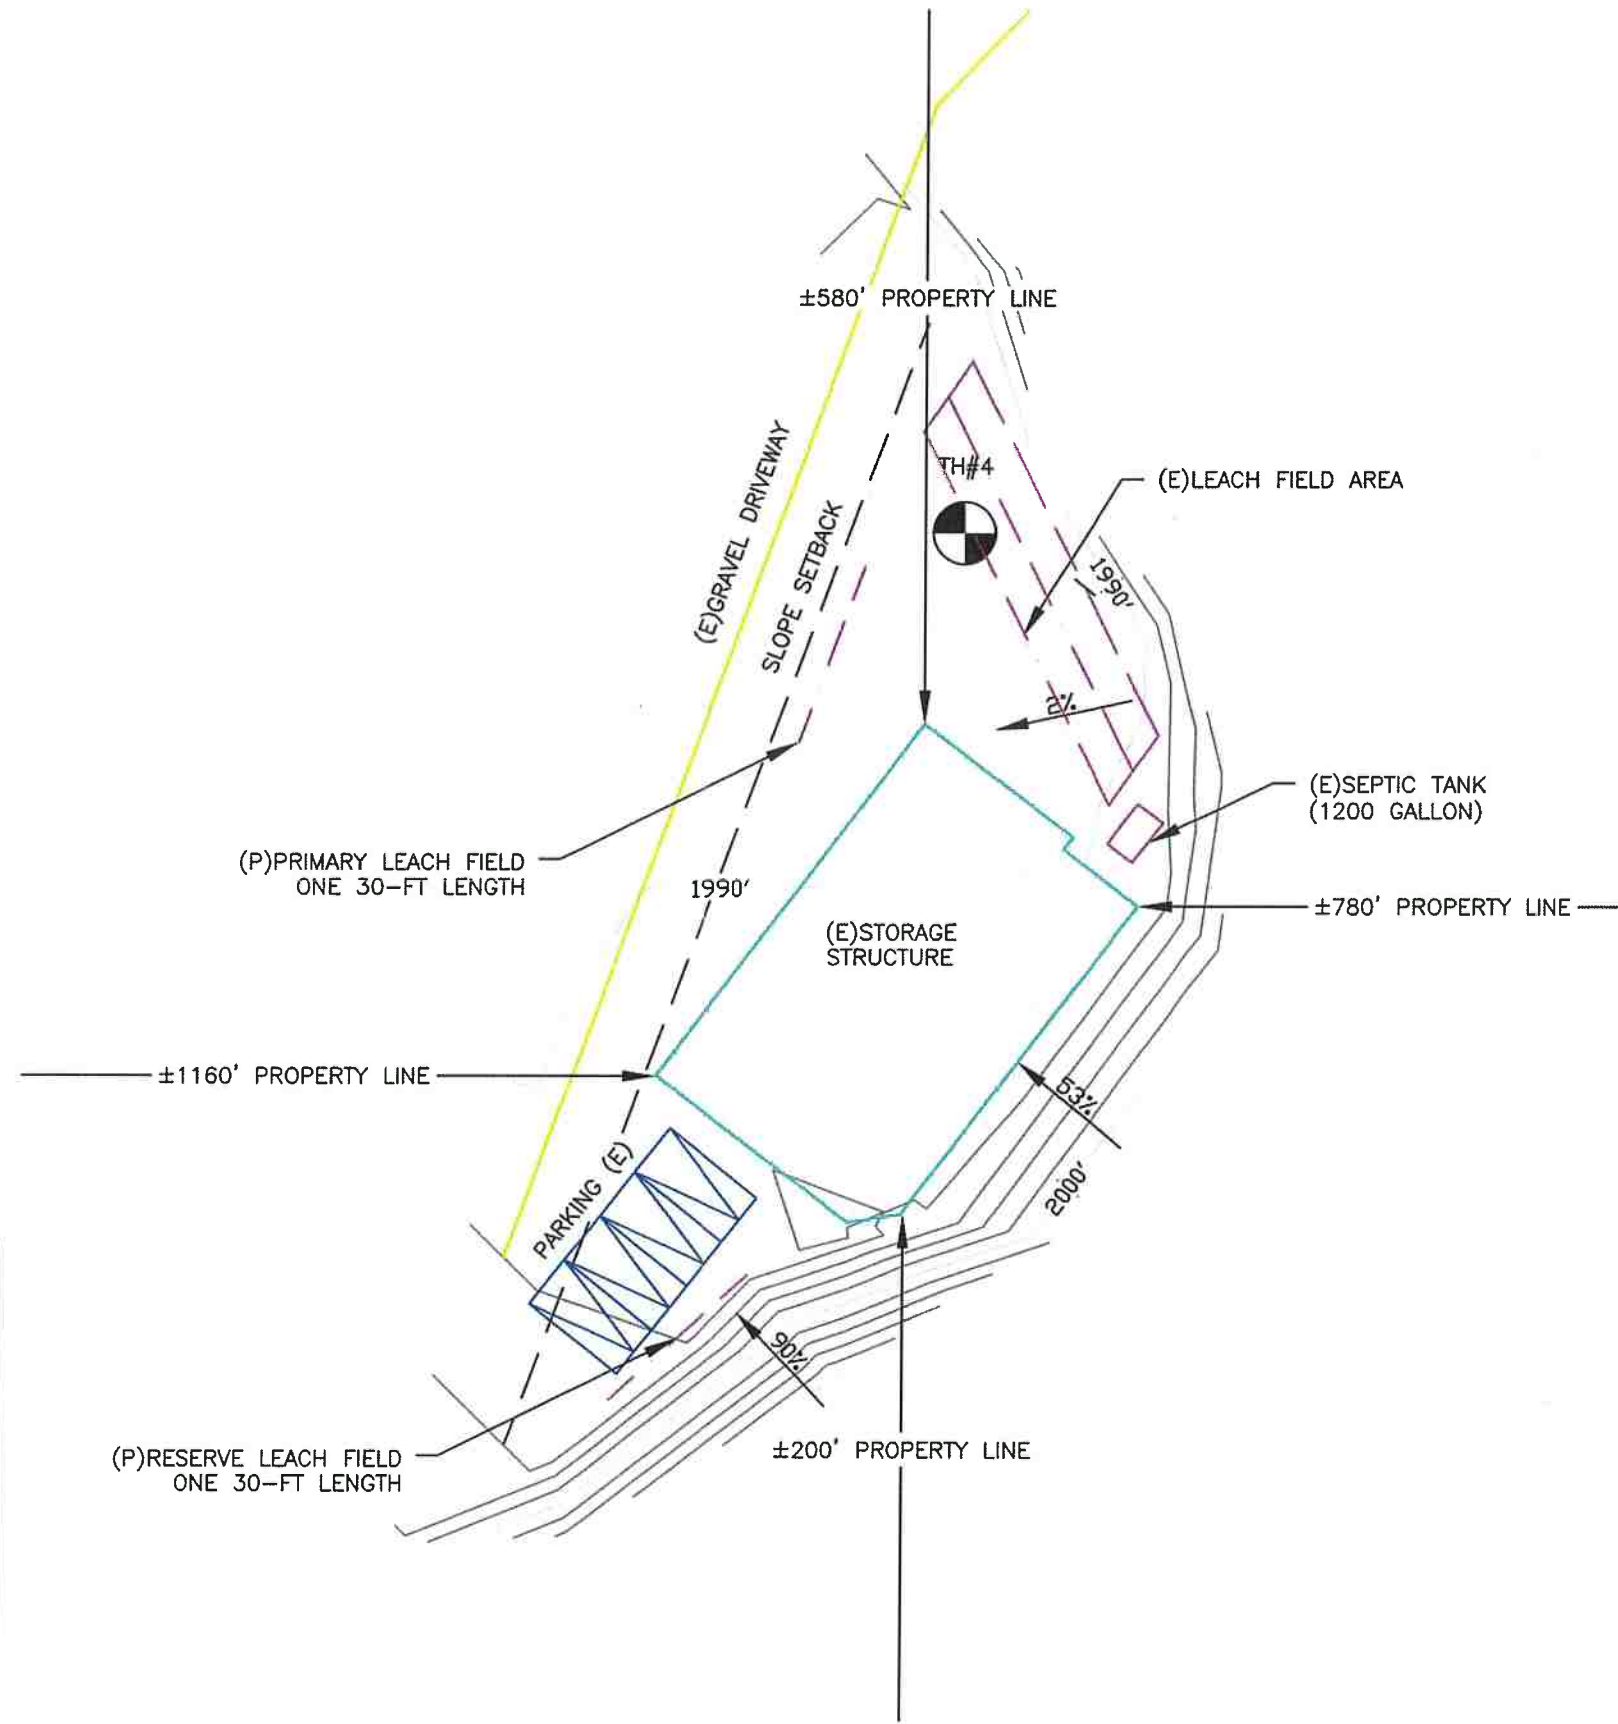 ±580' PROPERTY LINE
(E)GRAVEL DRIVEWAY
SLOPE SETBACK
TH#4
(E)LEACH FIELD AREA
1990'
2%
(E)SEPTIC TANK
(1200 GALLON)
(P)PRIMARY LEACH FIELD
ONE 30-FT LENGTH
1990'
±780' PROPERTY LINE
(E)STORAGE
STRUCTURE
±1160' PROPERTY LINE
53%
2000'
PARKING (E)
90%
(P)RESERVE LEACH FIELD
ONE 30-FT LENGTH
±200' PROPERTY LINE